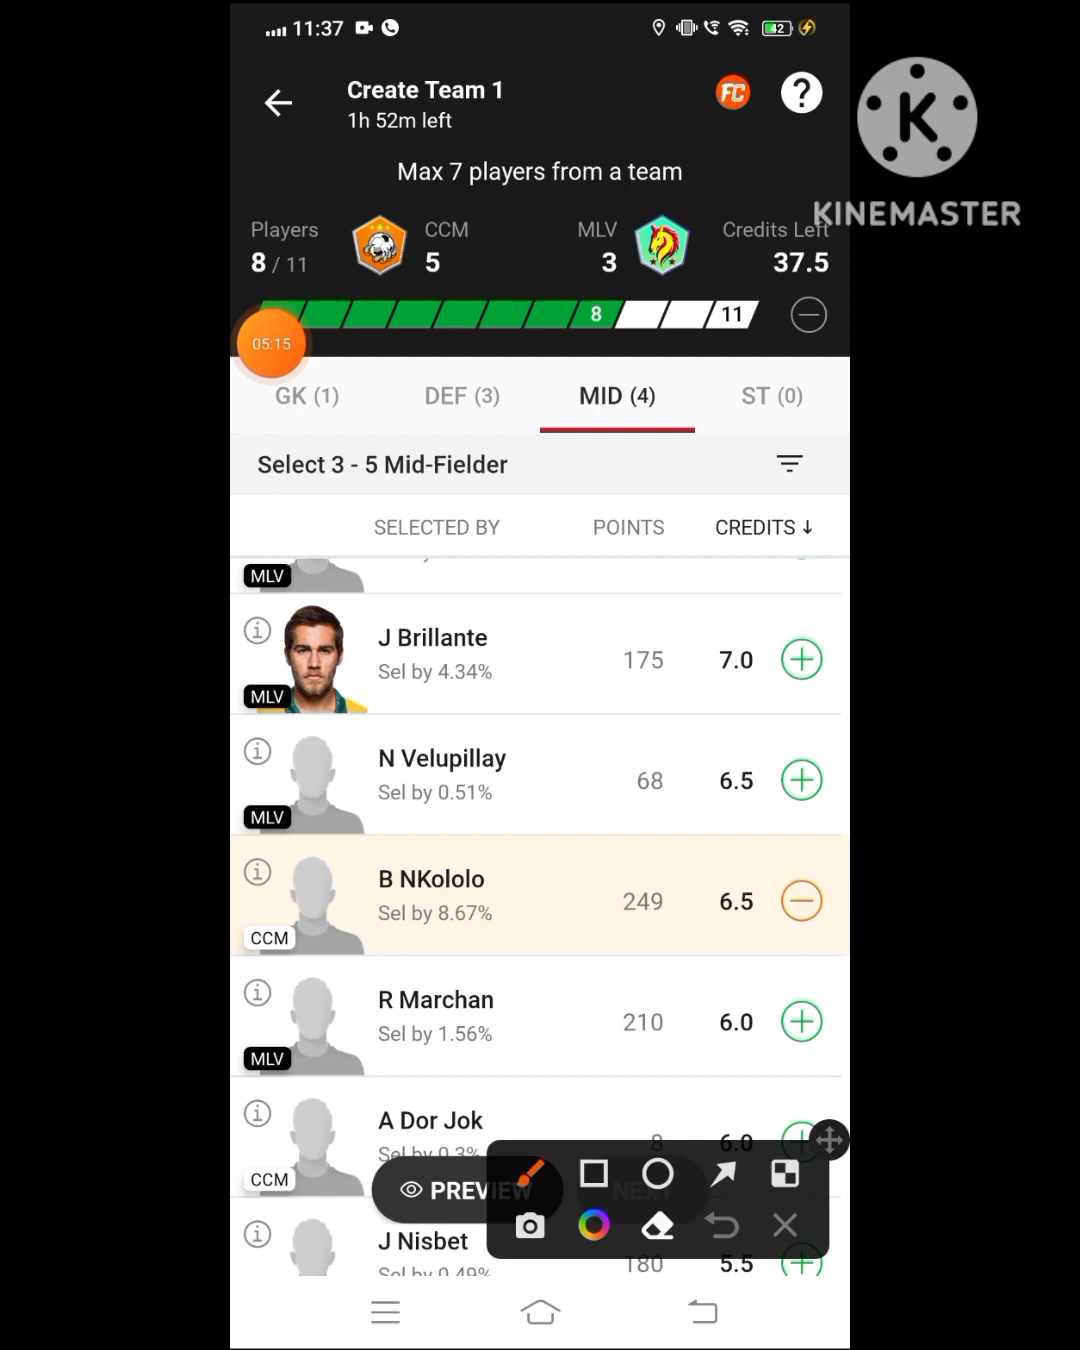 11:37
42
Create Team 1
FC
?
1h 52m left
K
KINEMASTER
Max 7 players from a team
Players
CCM
MLV
Credits Left
8 / 11
5
3
37.5
8
11
05:15
GK (1)
DEF (3)
MID (4)
ST (0)
Select 3 - 5 Mid-Fielder
SELECTED BY
POINTS
CREDITS ↓
MLV
J Brillante
Sel by 4.34%
175
7.0
MLV
N Velupillay
Sel by 0.51%
68
6.5
MLV
B NKololo
Sel by 8.67%
249
6.5
CCM
R Marchan
Sel by 1.56%
210
6.0
MLV
A Dor Jok
Sel by 0.3%
8
6.0
CCM
PREVIEW
NEXT
J Nisbet
Sel by 0.49%
180
5.5